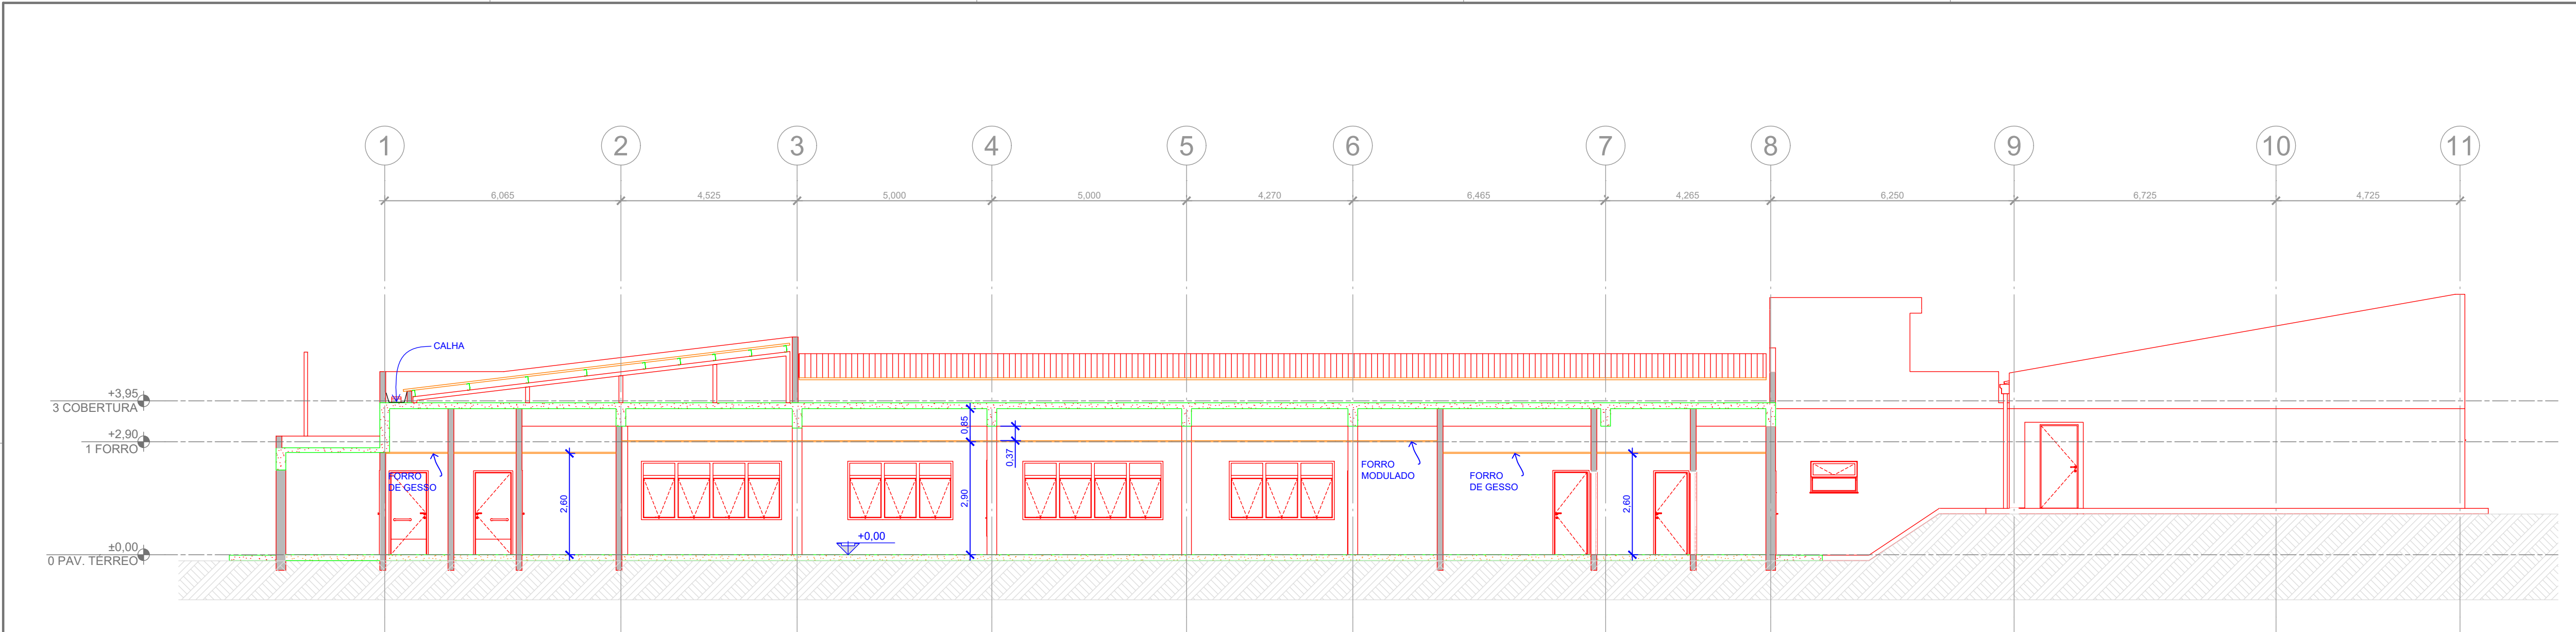 1 2 3 4 5 6 7 8 9 10 11
6,065 4,525 5,000 5,000 4,270 6,465 4,265 6,250 6,725 4,725
CALHA
+3,95
3 COBERTURA
+2,90
1 FORRO
±0,00
0 PAV. TÉRREO
FORRO
DE GESSO
2,60
0,85
0,37
2,90
+0,00
FORRO
MODULADO
FORRO
DE GESSO
2,60